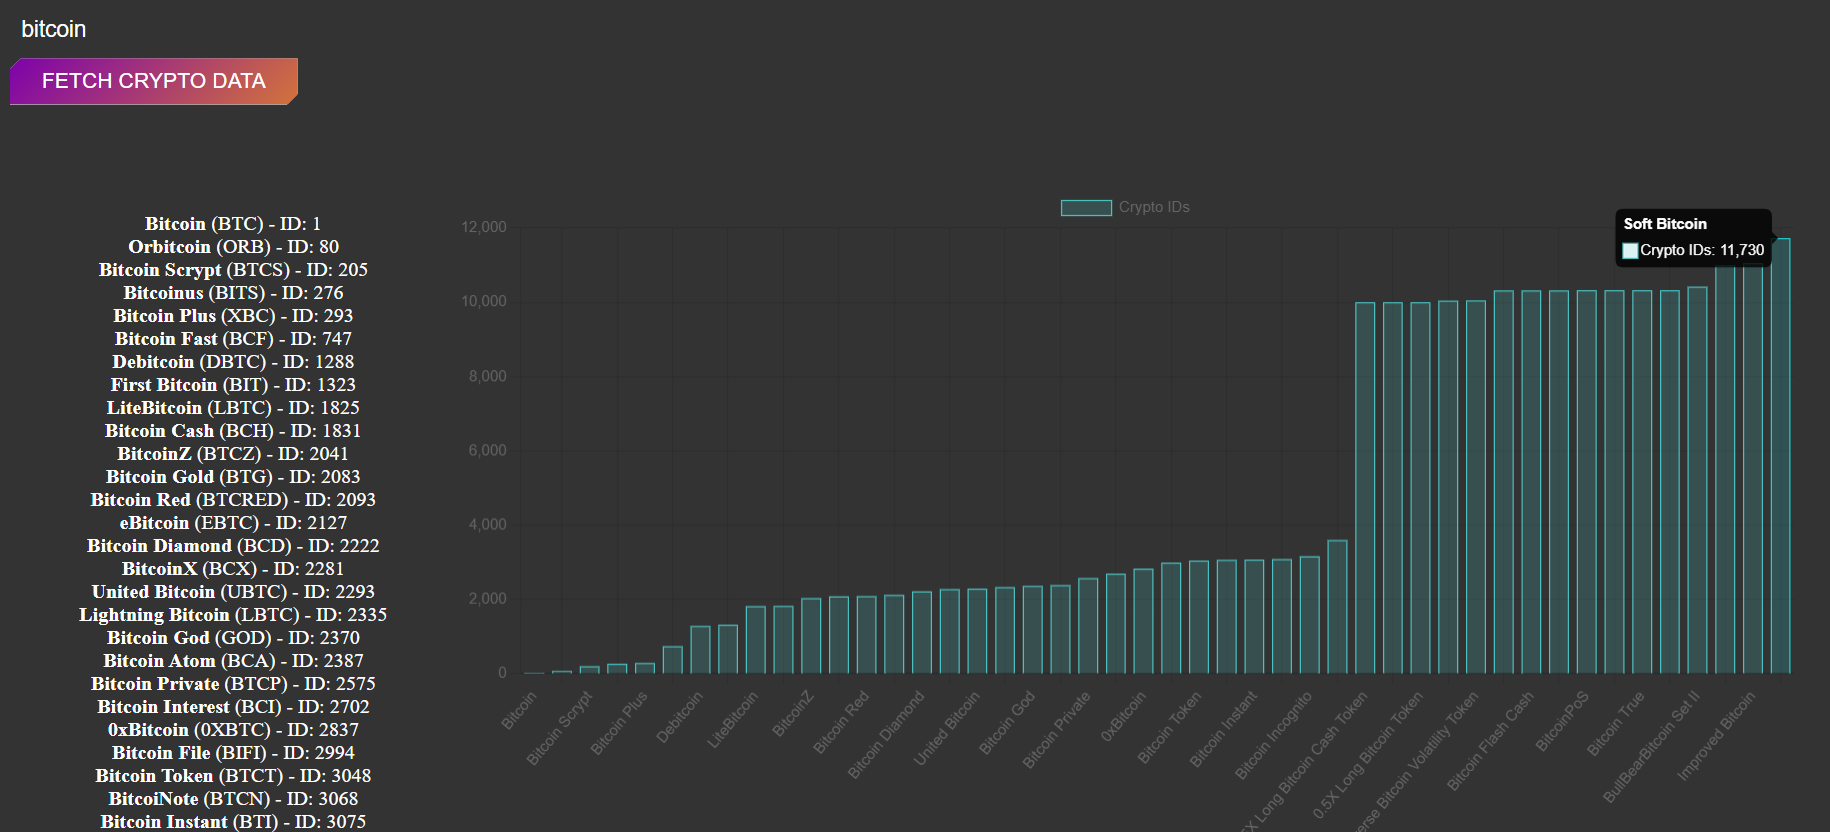 bitcoin
FETCH CRYPTO DATA
Bitcoin (BTC) - ID: 1
Orbitcoin (ORB) - ID: 80
Bitcoin Scrypt (BTCS) - ID: 205
Bitcoinus (BITS) - ID: 276
Bitcoin Plus (XBC) - ID: 293
Bitcoin Fast (BCF) - ID: 747
Debitcoin (DBTC) - ID: 1288
First Bitcoin (BIT) - ID: 1323
LiteBitcoin (LBTC) - ID: 1825
Bitcoin Cash (BCH) - ID: 1831
BitcoinZ (BTCZ) - ID: 2041
Bitcoin Gold (BTG) - ID: 2083
Bitcoin Red (BTCRED) - ID: 2093
eBitcoin (EBTC) - ID: 2127
Bitcoin Diamond (BCD) - ID: 2222
BitcoinX (BCX) - ID: 2281
United Bitcoin (UBTC) - ID: 2293
Lightning Bitcoin (LBTC) - ID: 2335
Bitcoin God (GOD) - ID: 2370
Bitcoin Atom (BCA) - ID: 2387
Bitcoin Private (BTCP) - ID: 2575
Bitcoin Interest (BCI) - ID: 2702
0xBitcoin (0XBTC) - ID: 2837
Bitcoin File (BIFI) - ID: 2994
Bitcoin Token (BTCT) - ID: 3048
BitcoiNote (BTCN) - ID: 3068
Bitcoin Instant (BTI) - ID: 3075
Crypto IDs
Soft Bitcoin
Crypto IDs: 11,730
12,000
10,000
8,000
6,000
4,000
2,000
0
Bitcoin
Bitcoin Scrypt
Bitcoin Plus
Debitcoin
LiteBitcoin
BitcoinZ
Bitcoin Red
Bitcoin Diamond
United Bitcoin
Bitcoin God
Bitcoin Private
0xBitcoin
Bitcoin Token
Bitcoin Instant
Bitcoin Incognito
X Long Bitcoin Cash Token
0.5X Long Bitcoin Token
erse Bitcoin Volatility Token
Bitcoin Flash Cash
BitcoinPoS
Bitcoin True
BullBearBitcoin Set II
Improved Bitcoin